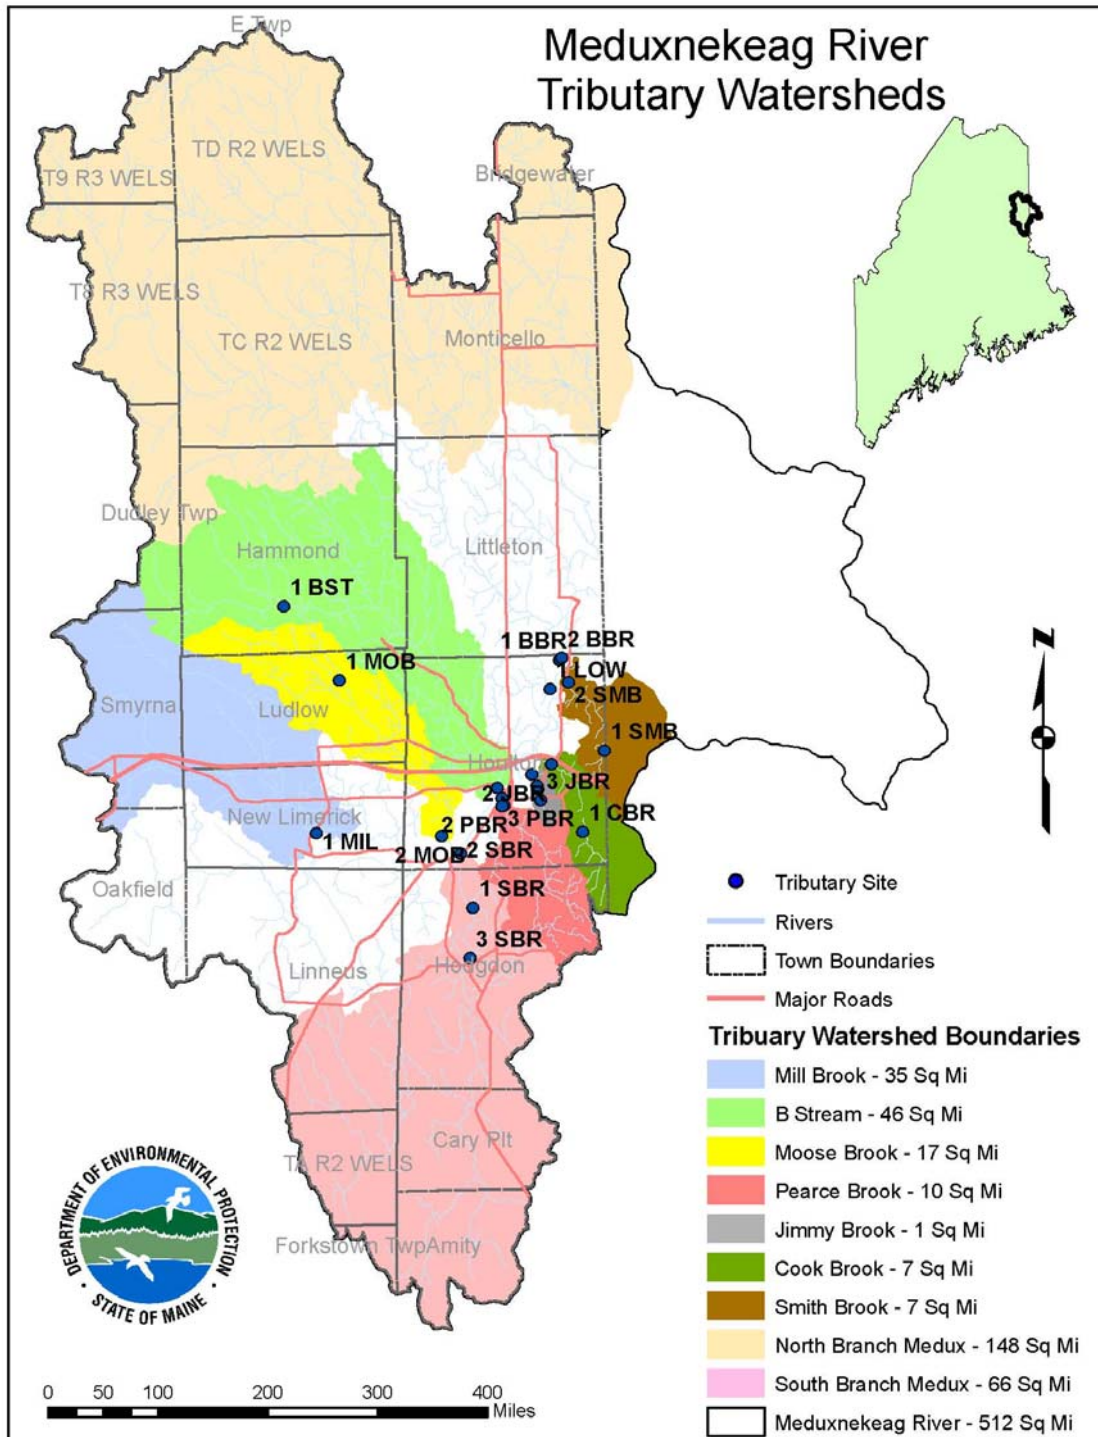 Meduxnekeag River
Tributary Watersheds
E Twp
TD R2 WELS
T9 R3 WELS
Bridgewater
T8 R3 WELS
TC R2 WELS
Monticello
Dudley Twp
Hammond
Littleton
1 BST
1 BBR
2 BBR
1 MOB
1 LOW
2 SMB
Smyrna
Ludlow
1 SMB
Houlton
3 JBR
2 JBR
New Limerick
1 MIL
2 PBR
3 PBR
1 CBR
2 MOB
2 SBR
Oakfield
1 SBR
3 SBR
Linneus
Hodgdon
Cary Plt
TA R2 WELS
Forkstown Twp
Amity
N
Tributary Site
Rivers
Town Boundaries
Major Roads
Tribuary Watershed Boundaries
Mill Brook - 35 Sq Mi
B Stream - 46 Sq Mi
Moose Brook - 17 Sq Mi
Pearce Brook - 10 Sq Mi
Jimmy Brook - 1 Sq Mi
Cook Brook - 7 Sq Mi
Smith Brook - 7 Sq Mi
North Branch Medux - 148 Sq Mi
South Branch Medux - 66 Sq Mi
Meduxnekeag River - 512 Sq Mi
DEPARTMENT OF ENVIRONMENTAL PROTECTION
STATE OF MAINE
0 50 100 200 300 400
Miles